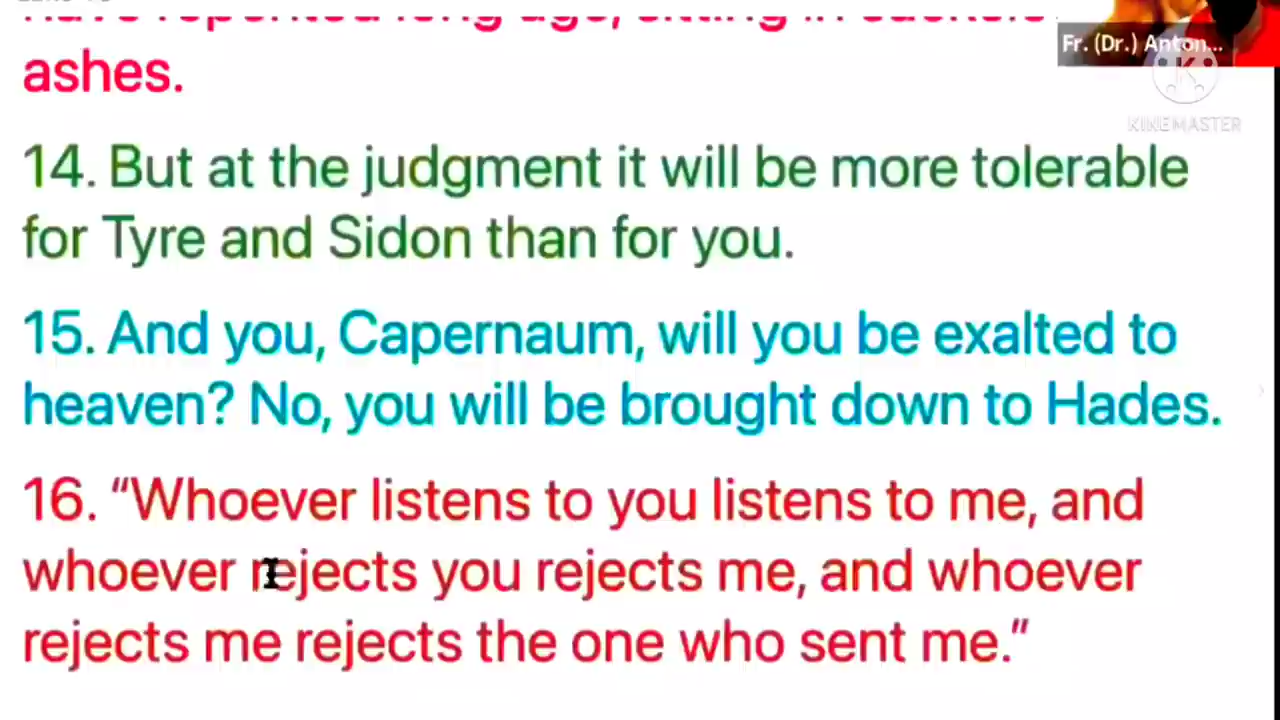 ashes.
14. But at the judgment it will be more tolerable
for Tyre and Sidon than for you.
15. And you, Capernaum, will you be exalted to
heaven? No, you will be brought down to Hades.
16. “Whoever listens to you listens to me, and
whoever rejects you rejects me, and whoever
rejects me rejects the one who sent me.”
Fr. (Dr.) Anton...
KINEMASTER